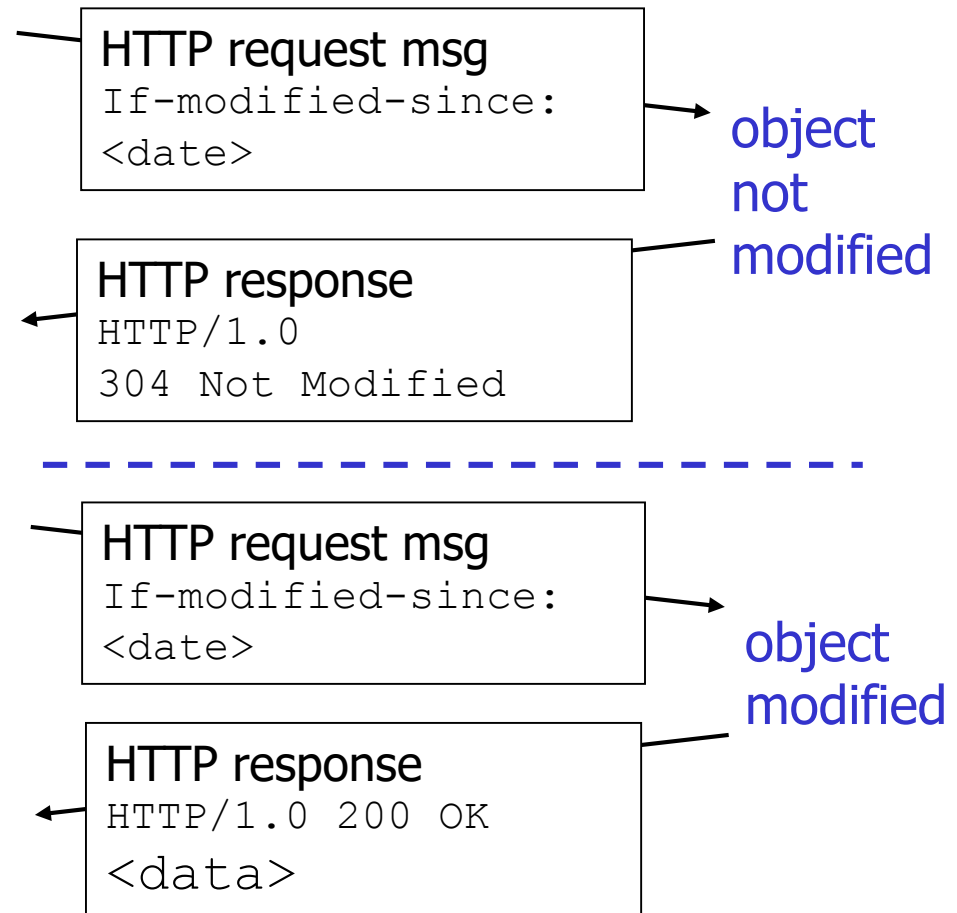 HTTP request msg
If-modified-since:
<date>
object
not
modified
HTTP response
HTTP/1.0
304 Not Modified
HTTP request msg
If-modified-since:
<date>
object
modified
HTTP response
HTTP/1.0 200 OK
<data>